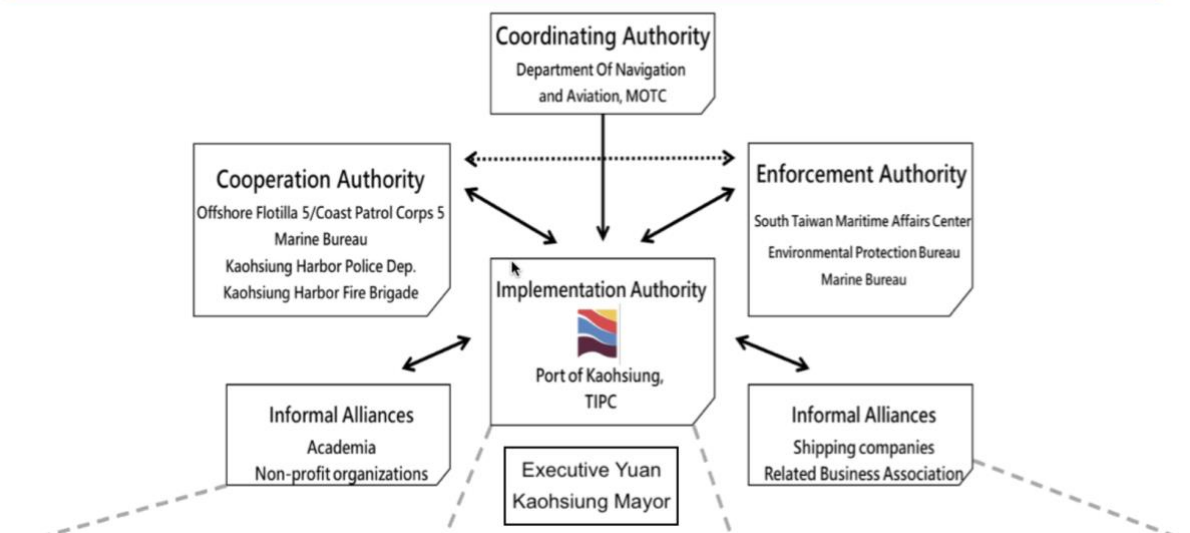 Coordinating Authority
Department Of Navigation
and Aviation, MOTC
Cooperation Authority
Offshore Flotilla 5/Coast Patrol Corps 5
Marine Bureau
Kaohsiung Harbor Police Dep.
Kaohsiung Harbor Fire Brigade
Enforcement Authority
South Taiwan Maritime Affairs Center
Environmental Protection Bureau
Marine Bureau
Implementation Authority
Port of Kaohsiung,
TIPC
Informal Alliances
Academia
Non-profit organizations
Informal Alliances
Shipping companies
Related Business Association
Executive Yuan
Kaohsiung Mayor